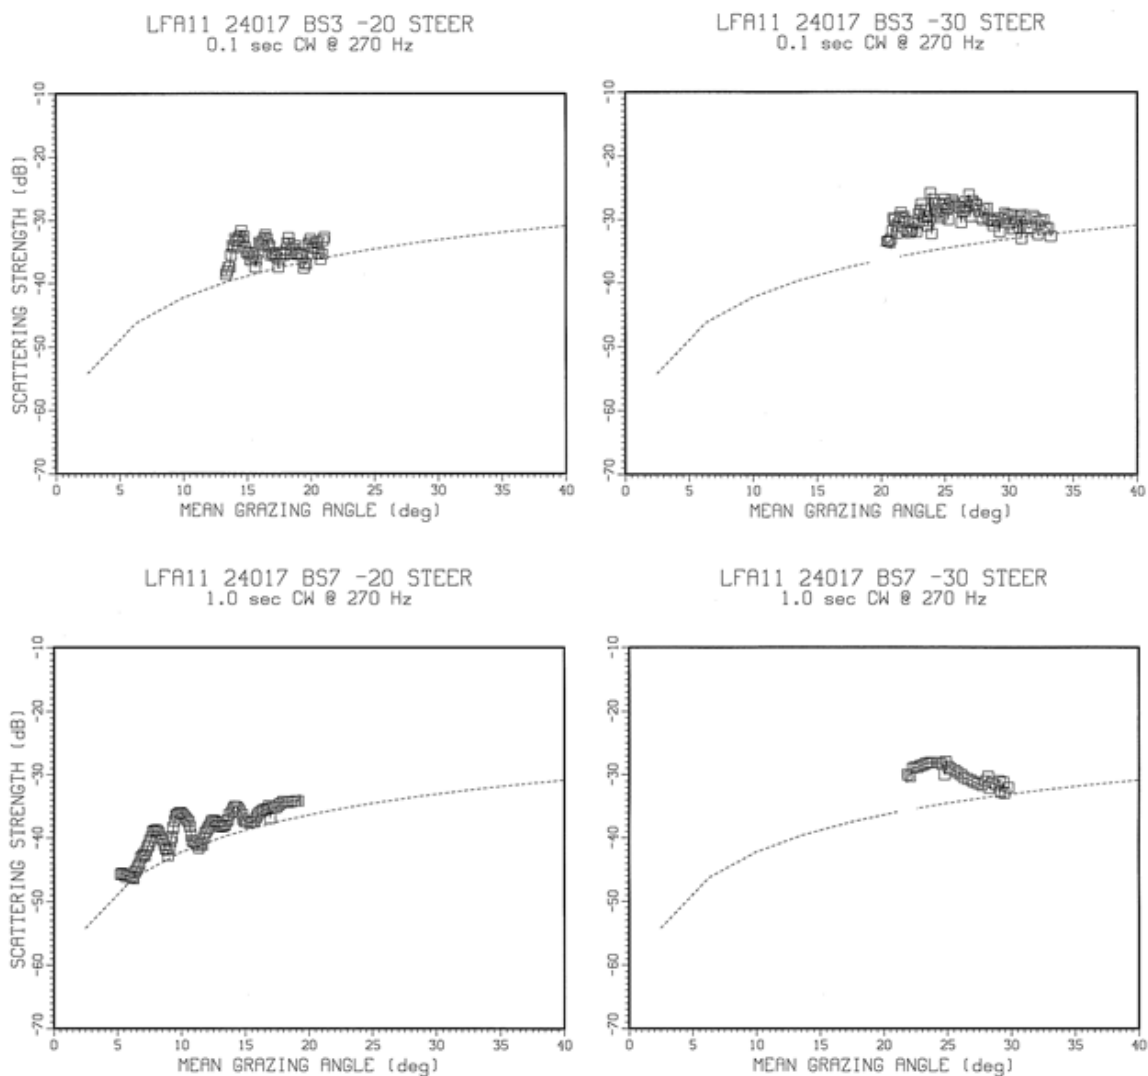 LFA11 24017 BS3 -20 STEER
0.1 sec CW @ 270 Hz
SCATTERING STRENGTH (dB)
-10
-20
-30
-40
-50
-60
-70
0 5 10 15 20 25 30 35 40
MEAN GRAZING ANGLE (deg)
LFA11 24017 BS3 -30 STEER
0.1 sec CW @ 270 Hz
-10
-20
-30
-40
-50
-60
-70
0 5 10 15 20 25 30 35 40
MEAN GRAZING ANGLE (deg)
LFA11 24017 BS7 -20 STEER
1.0 sec CW @ 270 Hz
SCATTERING STRENGTH (dB)
-10
-20
-30
-40
-50
-60
-70
0 5 10 15 20 25 30 35 40
MEAN GRAZING ANGLE (deg)
LFA11 24017 BS7 -30 STEER
1.0 sec CW @ 270 Hz
-10
-20
-30
-40
-50
-60
-70
0 5 10 15 20 25 30 35 40
MEAN GRAZING ANGLE (deg)